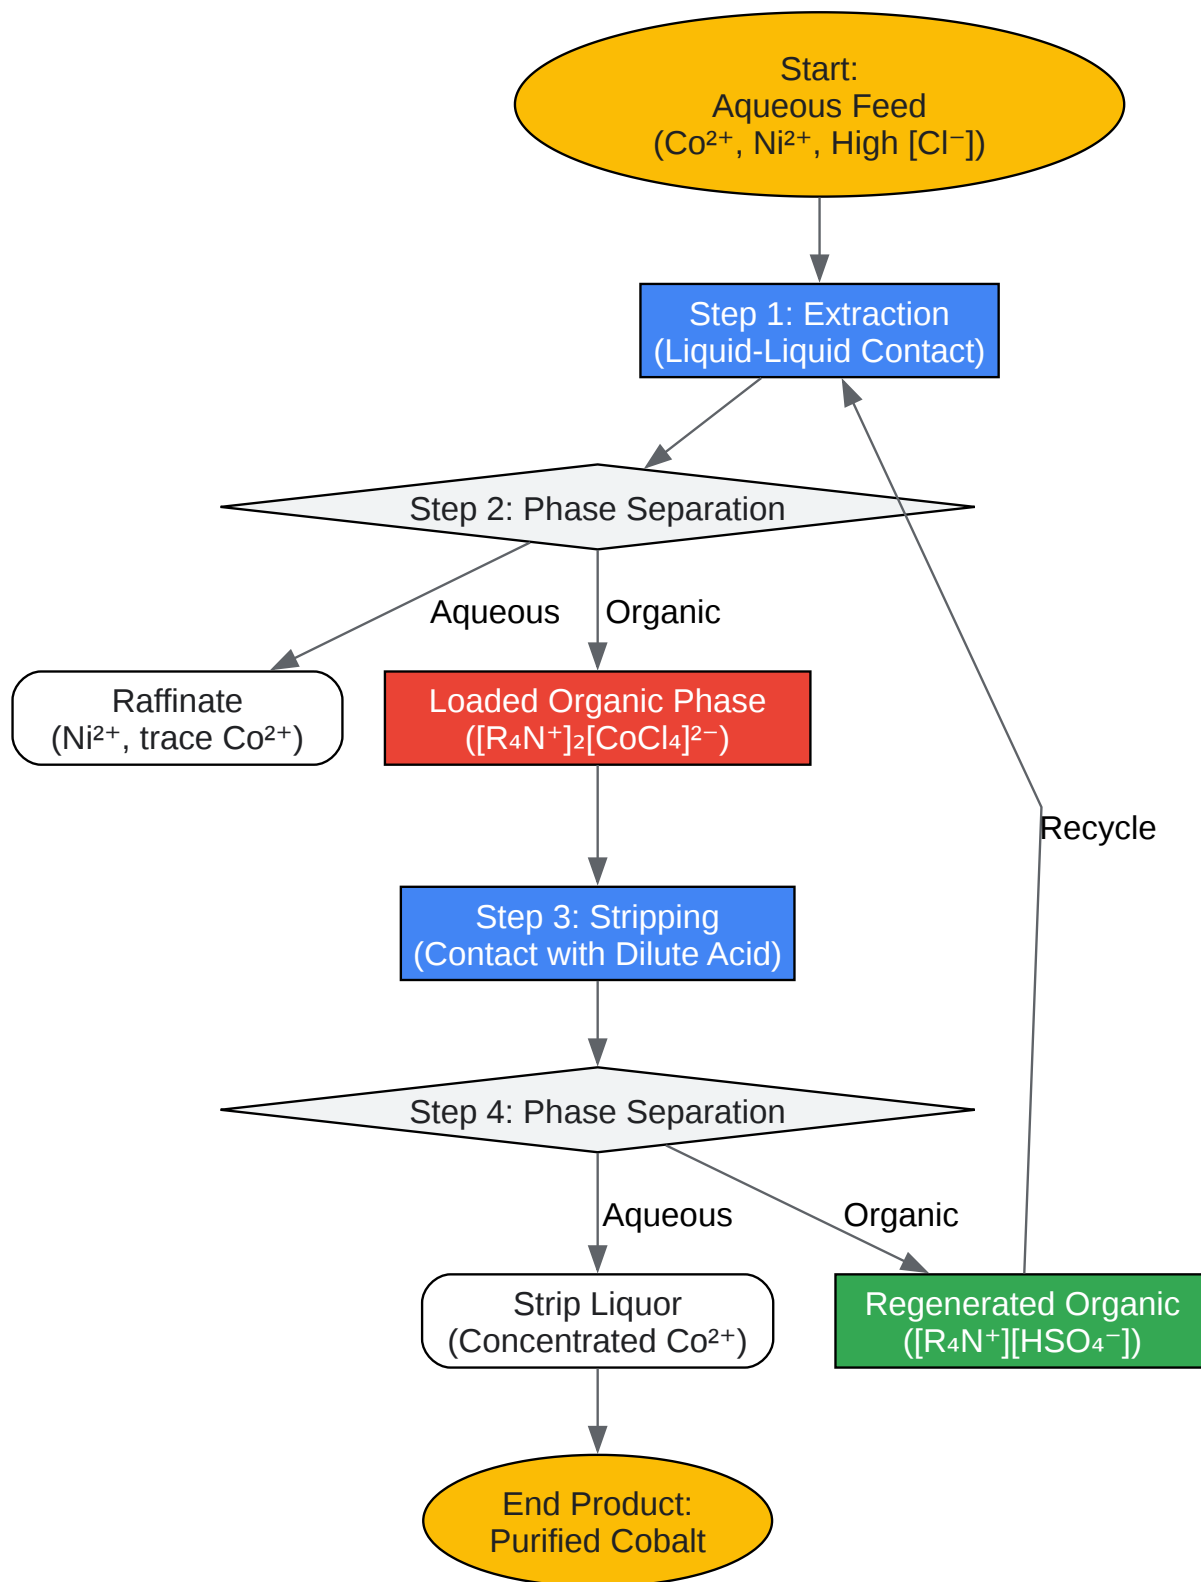 Start:
Aqueous Feed
(Co²⁺, Ni²⁺, High [Cl⁻])
Step 1: Extraction
(Liquid-Liquid Contact)
Step 2: Phase Separation
Aqueous
Organic
Raffinate
(Ni²⁺, trace Co²⁺)
Loaded Organic Phase
([R₄N⁺]₂[CoCl₄]²⁻)
Recycle
Step 3: Stripping
(Contact with Dilute Acid)
Step 4: Phase Separation
Aqueous
Organic
Strip Liquor
(Concentrated Co²⁺)
Regenerated Organic
([R₄N⁺][HSO₄⁻])
End Product:
Purified Cobalt